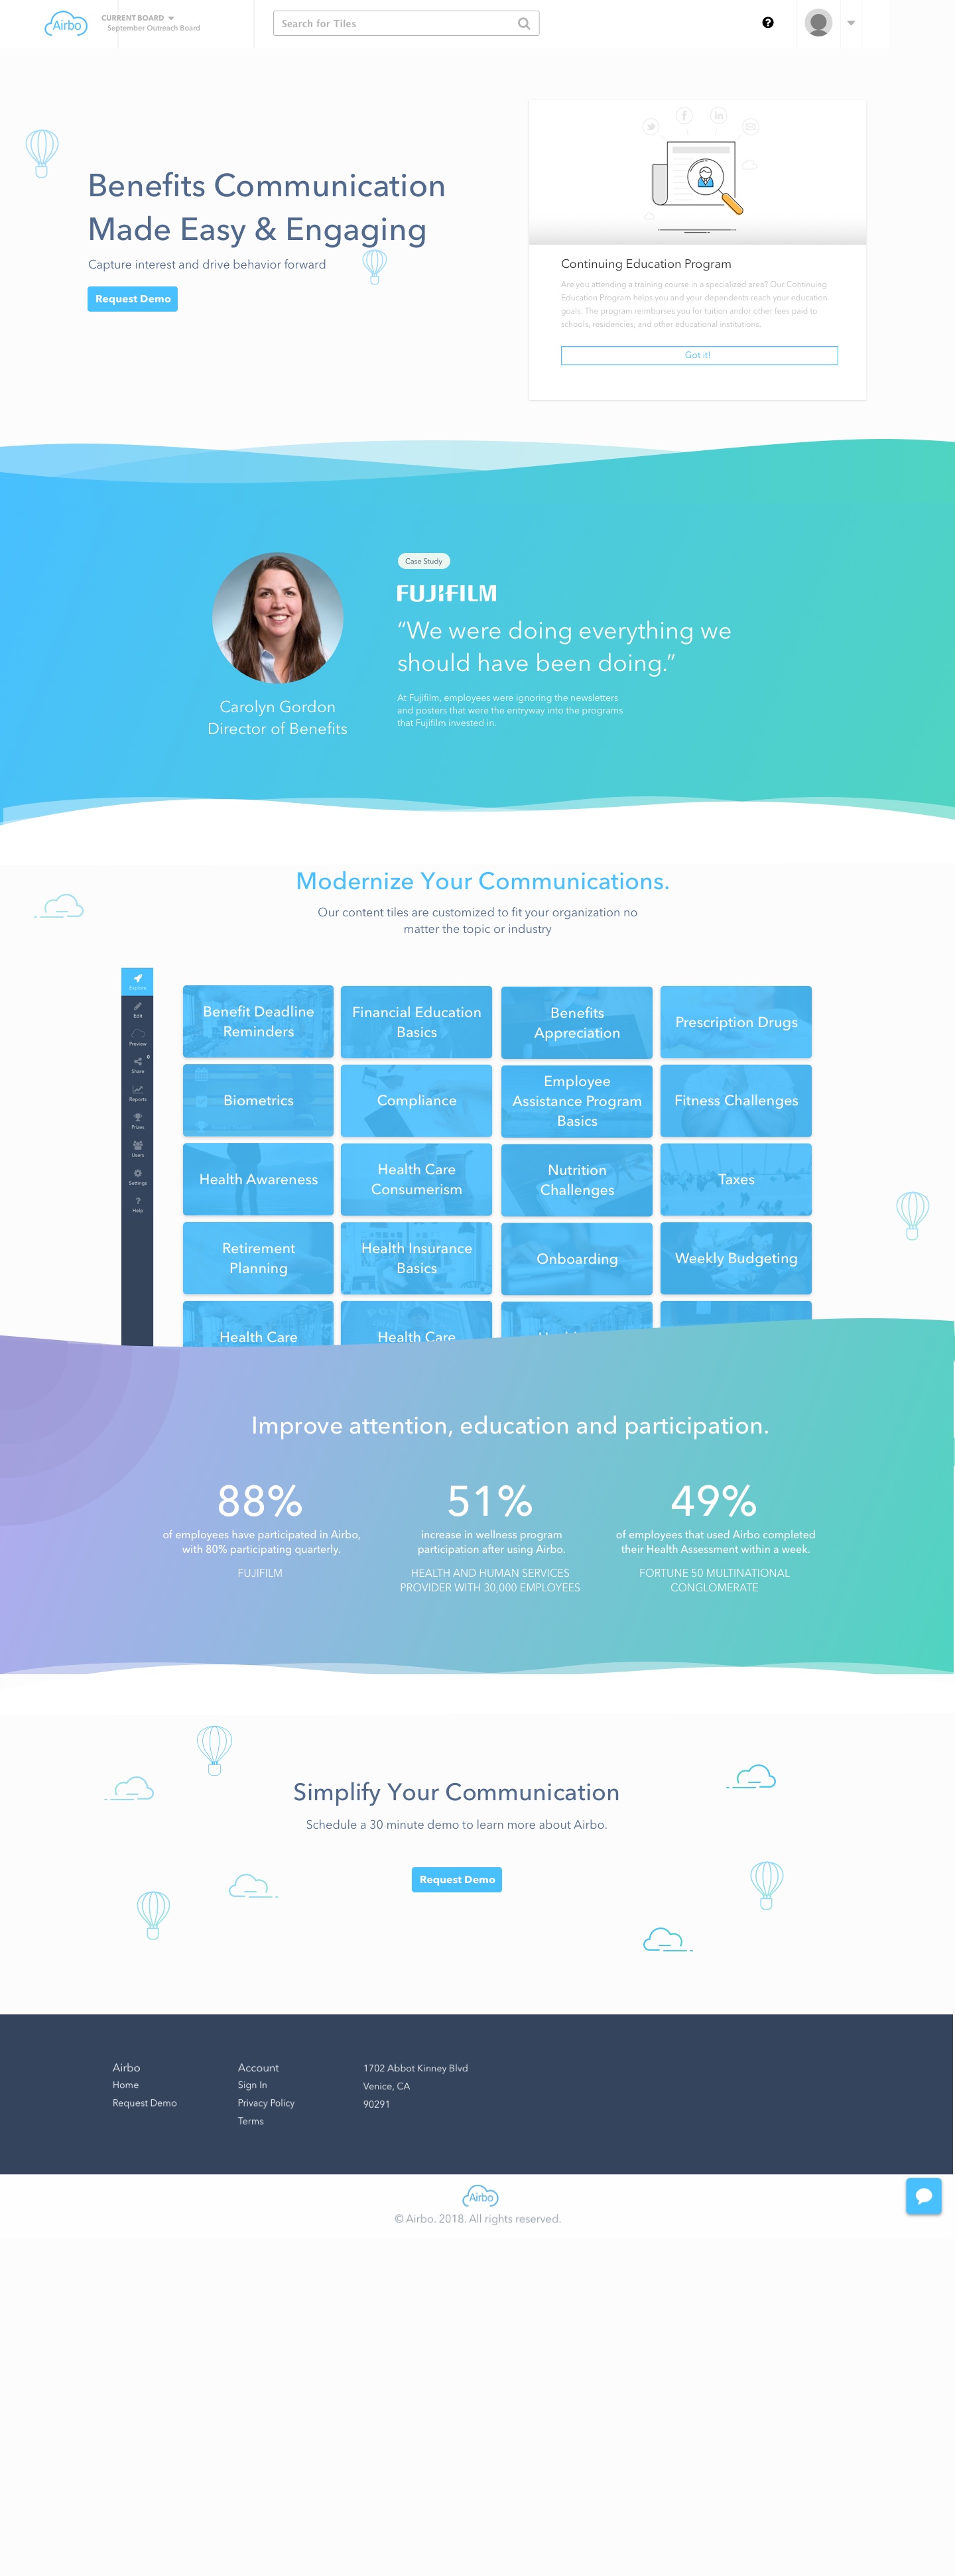 Airbo
CURRENT BOARD
September Outreach Board
Search for Tiles
Benefits Communication
Made Easy & Engaging
Capture interest and drive behavior forward
Request Demo
Continuing Education Program
Are you attending a training course in a specialized area? Our Continuing
Education Program helps you and your dependents reach your education
goals. The program reimburses you for tuition andor other fees paid to
schools, residencies, and other educational institutions.
Got it!
Case Study
FUJIFILM
“We were doing everything we
should have been doing.”
At Fujifilm, employees were ignoring the newsletters
and posters that were the entryway into the programs
that Fujifilm invested in.
Carolyn Gordon
Director of Benefits
Modernize Your Communications.
Our content tiles are customized to fit your organization no
matter the topic or industry
Explore
Edit
Preview
0
Share
Reports
Prizes
Users
Settings
?
Help
Benefit Deadline
Reminders
Financial Education
Basics
Benefits
Appreciation
Prescription Drugs
Biometrics
Compliance
Employee
Assistance Program
Basics
Fitness Challenges
Health Awareness
Health Care
Consumerism
Nutrition
Challenges
Taxes
Retirement
Planning
Health Insurance
Basics
Onboarding
Weekly Budgeting
Health Care
Health Care
Improve attention, education and participation.
88%
of employees have participated in Airbo,
with 80% participating quarterly.
FUJIFILM
51%
increase in wellness program
participation after using Airbo.
HEALTH AND HUMAN SERVICES
PROVIDER WITH 30,000 EMPLOYEES
49%
of employees that used Airbo completed
their Health Assessment within a week.
FORTUNE 50 MULTINATIONAL
CONGLOMERATE
Simplify Your Communication
Schedule a 30 minute demo to learn more about Airbo.
Request Demo
Airbo
Home
Request Demo
Account
Sign In
Privacy Policy
Terms
1702 Abbot Kinney Blvd
Venice, CA
90291
Airbo
© Airbo. 2018. All rights reserved.